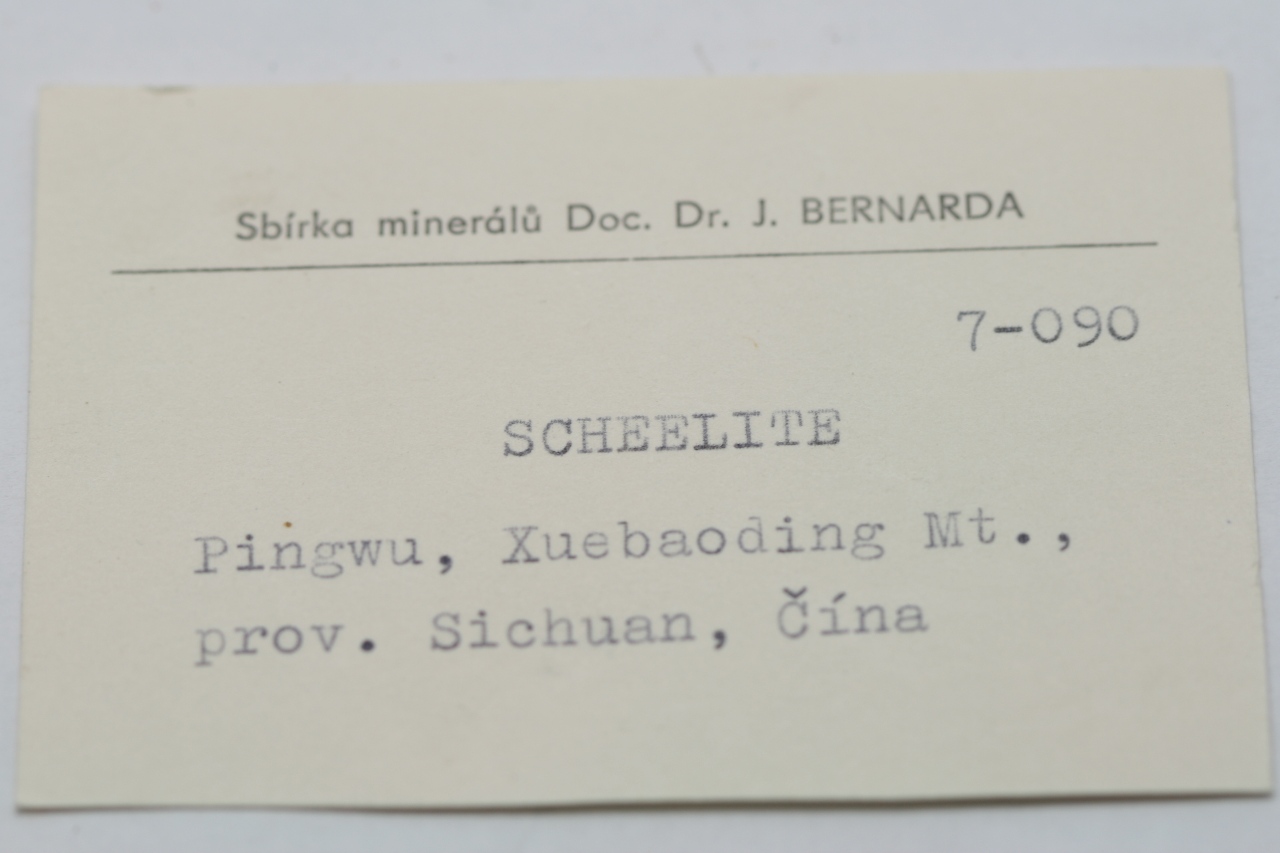 Sbírka minerálů Doc. Dr. J. BERNARDA
7-090
SCHEELITE
Pingwu, Xuebaoding Mt.,
prov. Sichuan, Čína